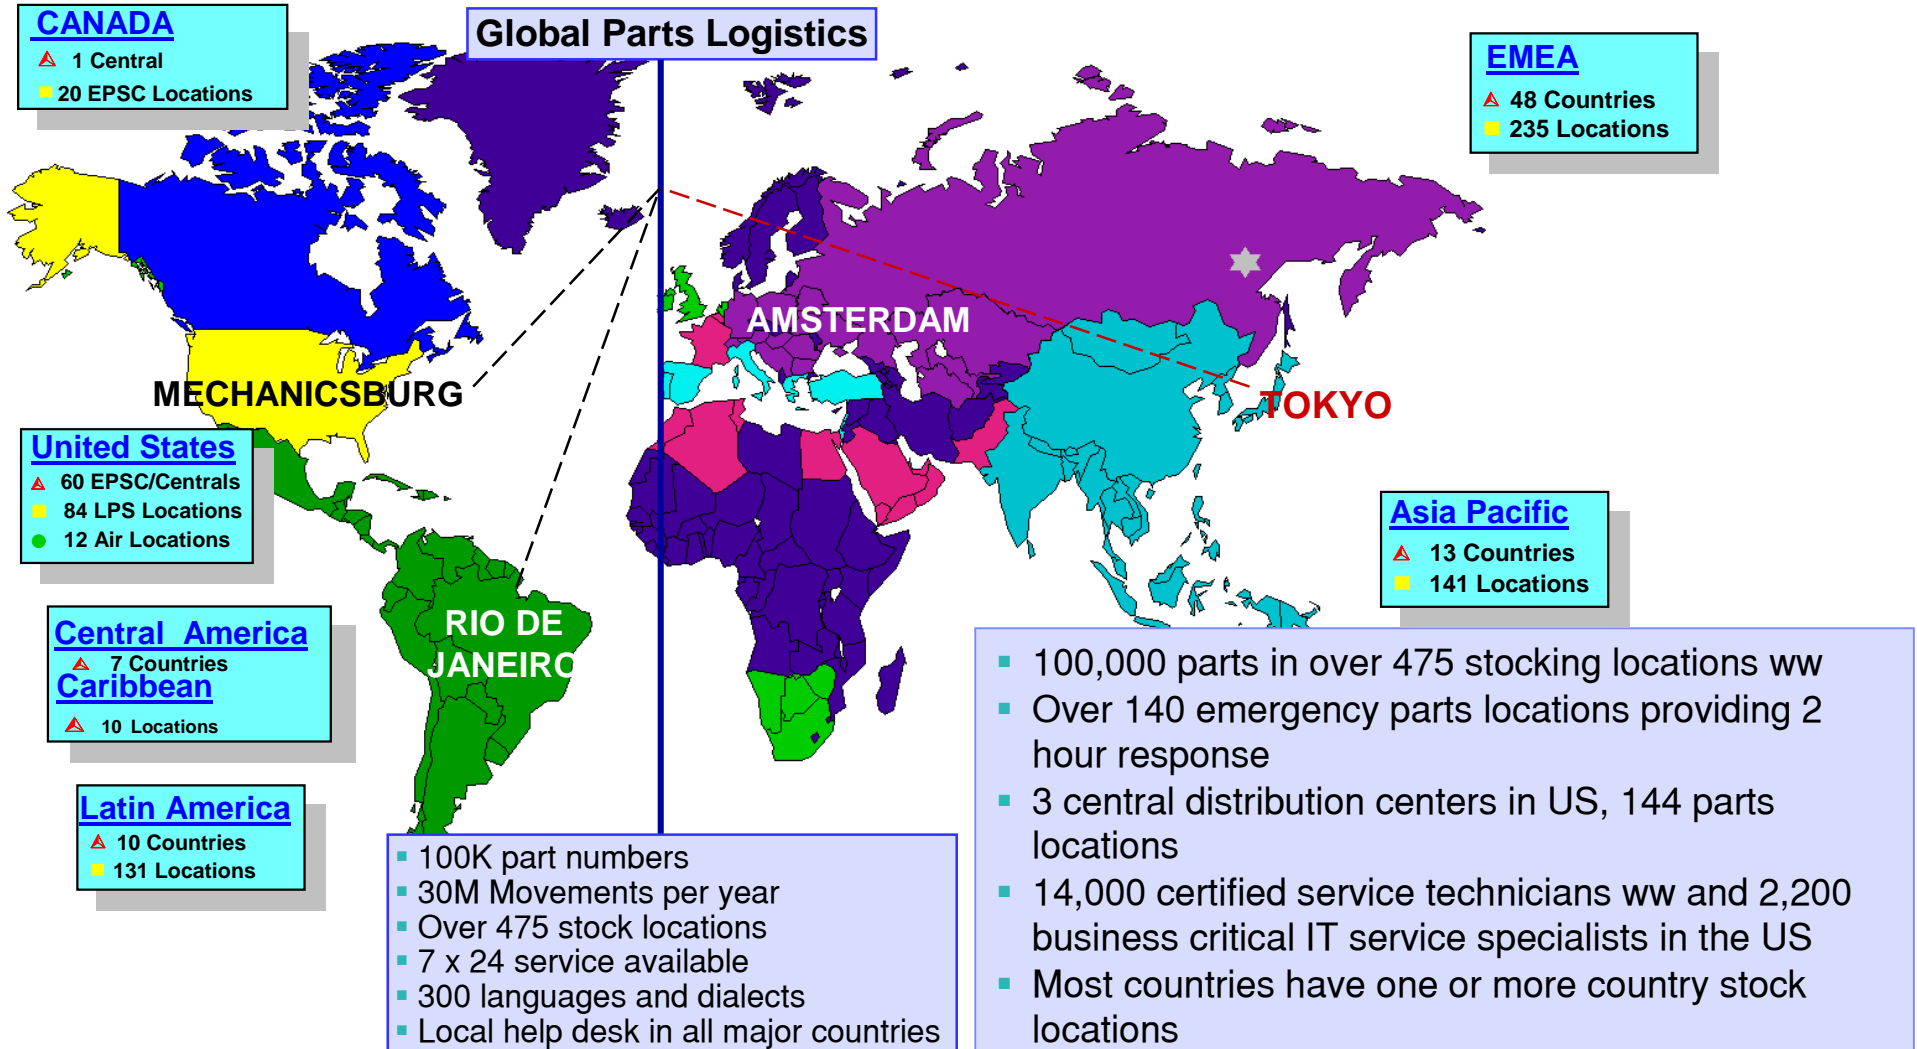 Global Parts Logistics
CANADA
1 Central
20 EPSC Locations
EMEA
48 Countries
235 Locations
AMSTERDAM
MECHANICSBURG
TOKYO
United States
60 EPSC/Centrals
84 LPS Locations
12 Air Locations
Asia Pacific
13 Countries
141 Locations
RIO DE
JANEIRO
Central America
7 Countries
Caribbean
10 Locations
Latin America
10 Countries
131 Locations
100K part numbers
30M Movements per year
Over 475 stock locations
7 x 24 service available
300 languages and dialects
Local help desk in all major countries
100,000 parts in over 475 stocking locations ww
Over 140 emergency parts locations providing 2
hour response
3 central distribution centers in US, 144 parts
locations
14,000 certified service technicians ww and 2,200
business critical IT service specialists in the US
Most countries have one or more country stock
locations